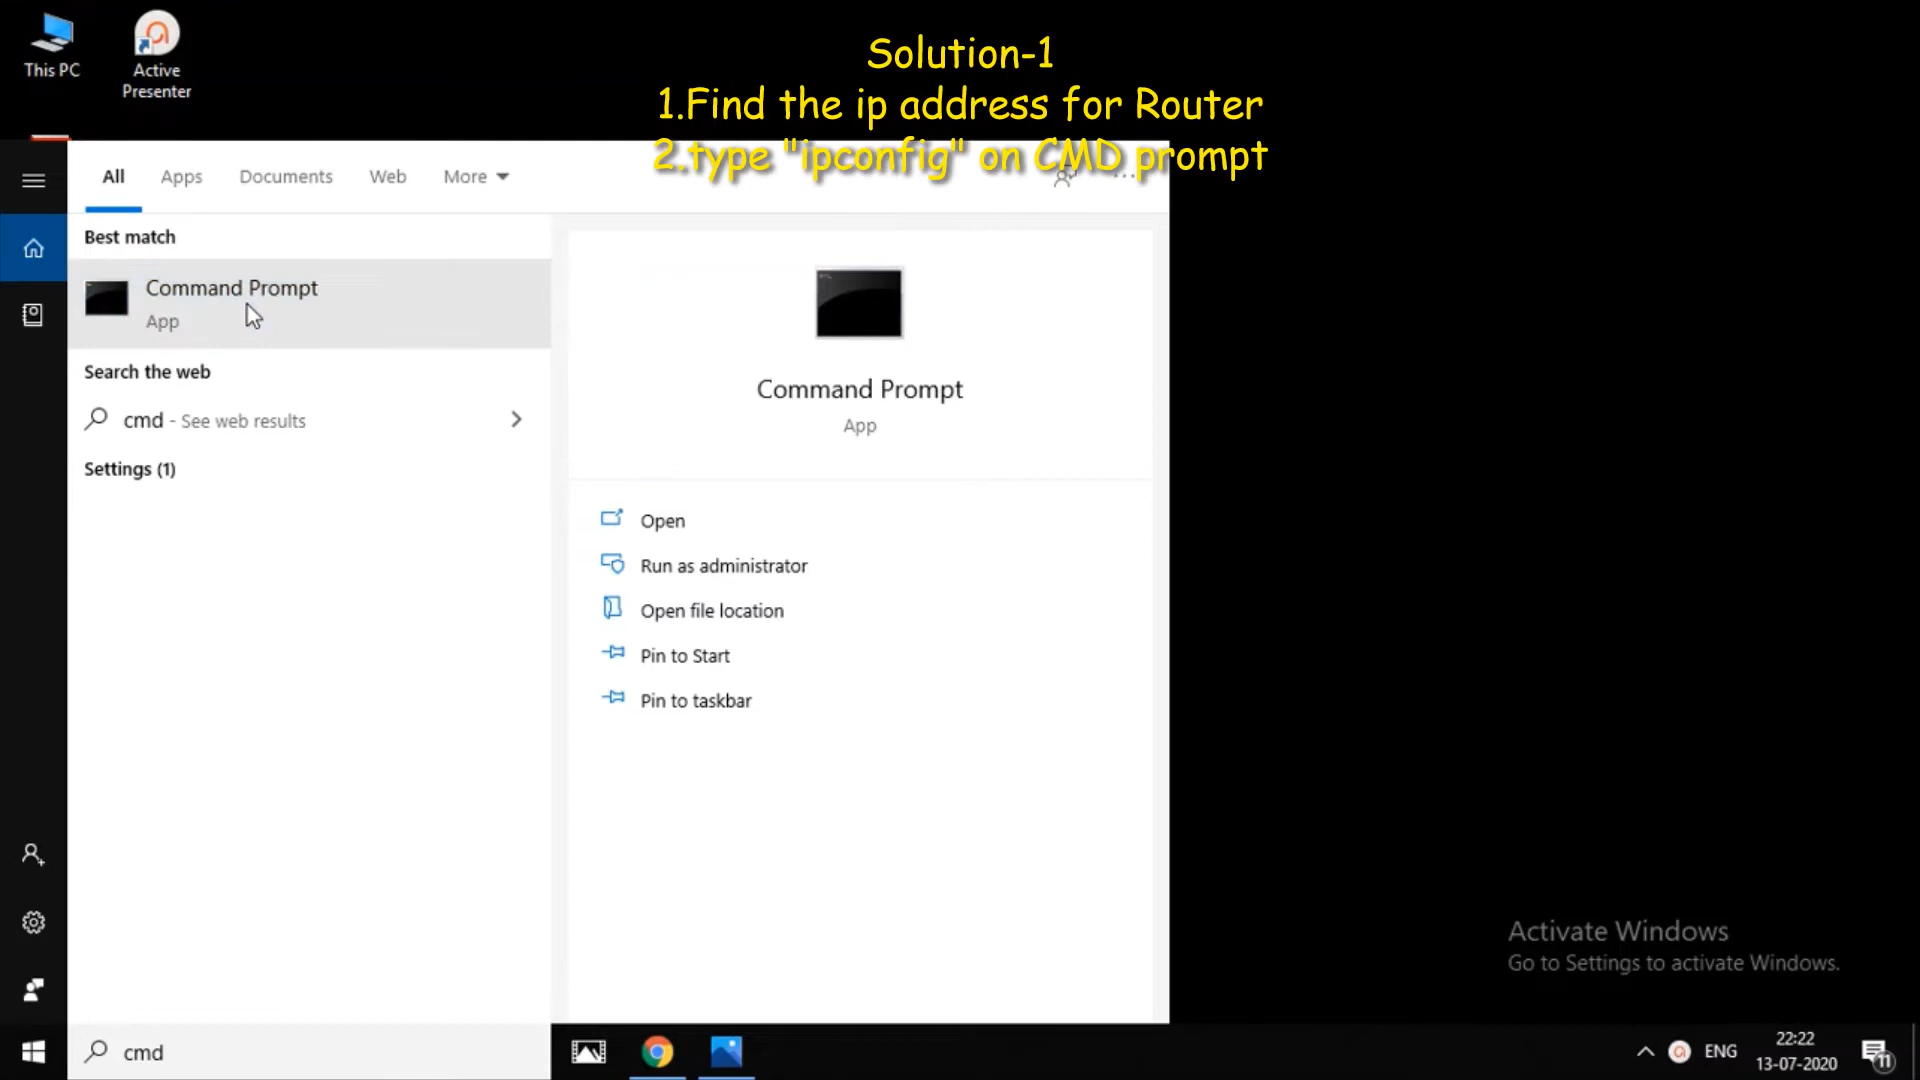 This PC
Active
Presenter
Solution-1
1.Find the ip address for Router
2.type "ipconfig" on CMD prompt
All
Apps
Documents
Web
More
Best match
Command Prompt
App
Search the web
cmd - See web results
Settings (1)
Command Prompt
App
Open
Run as administrator
Open file location
Pin to Start
Pin to taskbar
Activate Windows
Go to Settings to activate Windows.
cmd
ENG
22:22
13-07-2020
11